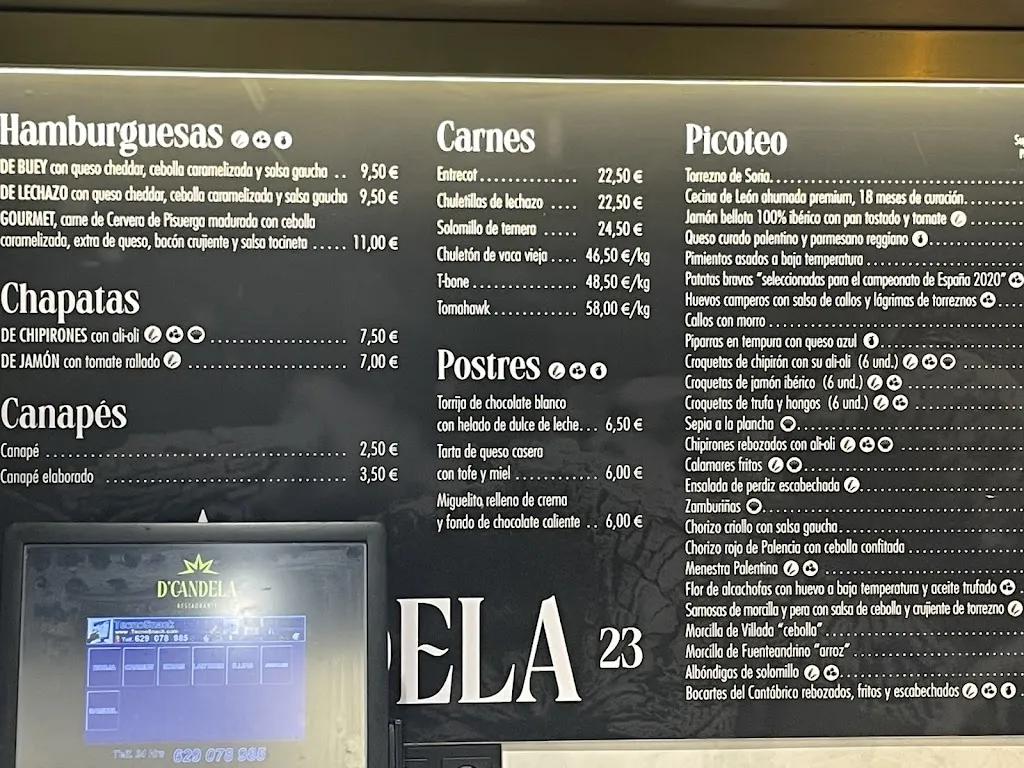 Hamburguesas
DE BUEY con queso cheddar, cebolla caramelizada y salsa gaucha .. 9,50 €
DE LECHAZO con queso cheddar, cebolla caramelizada y salsa gaucha 9,50 €
GOURMET, carne de Cervera de Pisuerga madurada con cebolla
caramelizada, extra de queso, bacón crujiente y salsa tocineta ..... 11,00 €
Chapatas
DE CHIPIRONES con ali-oli ........................ 7,50 €
DE JAMÓN con tomate rallado ........................ 7,00 €
Canapés
Canapé ........................ 2,50 €
Canapé elaborado ........................ 3,50 €
Carnes
Entrecot .............. 22,50 €
Chuletillas de lechazo ..... 22,50 €
Solomillo de ternera .... 24,50 €
Chuletón de vaca vieja .... 46,50 €/kg
T-bone ............... 48,50 €/kg
Tomahawk ............ 58,00 €/kg
Postres
Torrija de chocolate blanco
con helado de dulce de leche... 6,50 €
Tarta de queso casera
con tofe y miel ............. 6,00 €
Miguelito relleno de crema
y fondo de chocolate caliente .. 6,00 €
ELA 23
Picoteo
Torrezno de Soria
Cecina de León ahumada premium, 18 meses de curación
Jamón bellota 100% ibérico con pan tostado y tomate
Queso curado palentino y parmesano reggiano
Pimientos asados a baja temperatura
Patatas bravas "seleccionadas para el campeonato de España 2020"
Huevos camperos con salsa de callos y lágrimas de torreznos
Callos con morro
Piparras en tempura con queso azul
Croquetas de chipirón con su ali-oli (6 und.)
Croquetas de jamón ibérico (6 und.)
Croquetas de trufa y hongos (6 und.)
Sepia a la plancha
Chipirones rebozados con ali-oli
Calamares fritos
Ensalada de perdiz escabechada
Zamburiñas
Chorizo criollo con salsa gaucha
Chorizo rojo de Palencia con cebolla confitada
Menestra Palentina
Flor de alcachofas con huevo a baja temperatura y aceite trufado
Samosas de morcilla y pera con salsa de cebolla y crujiente de torrezno
Morcilla de Villada "cebolla"
Morcilla de Fuenteandrino "arroz"
Albóndigas de solomillo
Bocartes del Cantábrico rebozados, fritos y escabechados
D'CANDELA
RESTAURANTE
TecnoSnack
www.TecnoSnack.com
Telf. 629 078 985
Telf. 24 Hrs 629 078 985